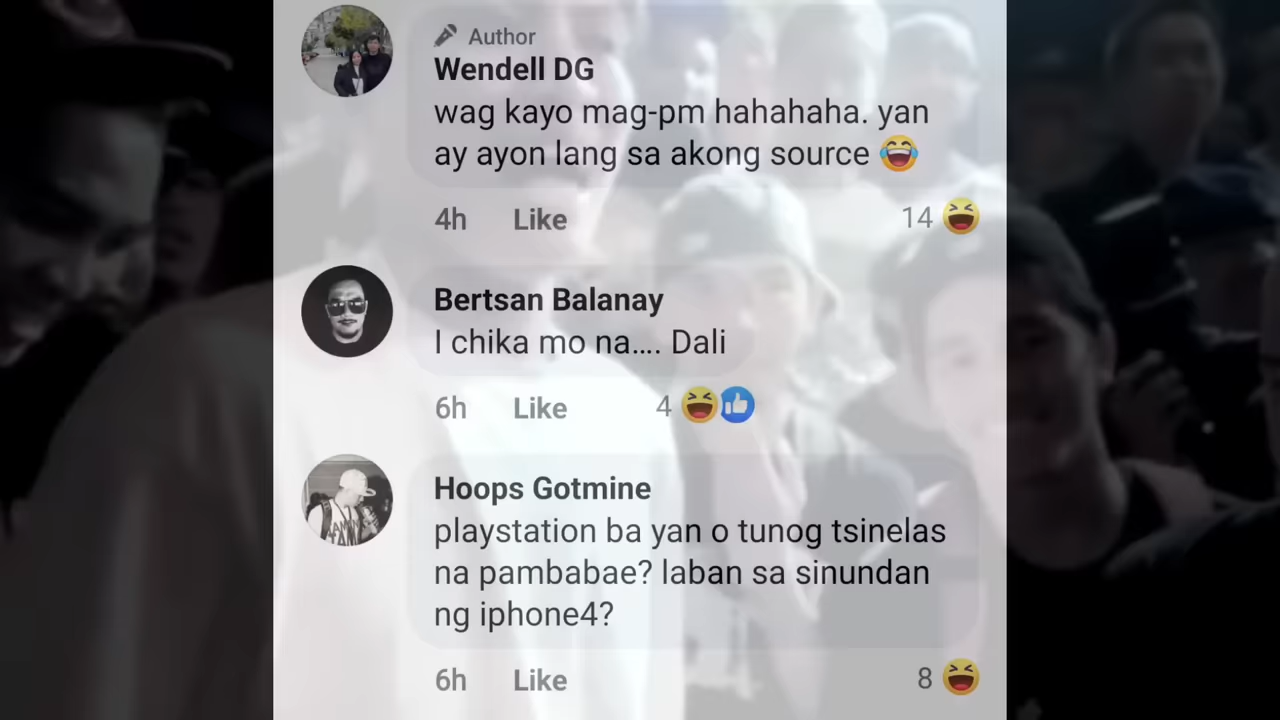 Author
Wendell DG
wag kayo mag-pm hahahaha. yan
ay ayon lang sa akong source 😂
4h Like 14 😆
Bertsan Balanay
I chika mo na.... Dali
6h Like 4 😆👍
Hoops Gotmine
playstation ba yan o tunog tsinelas
na pambabae? laban sa sinundan
ng iphone4?
6h Like 8 😆